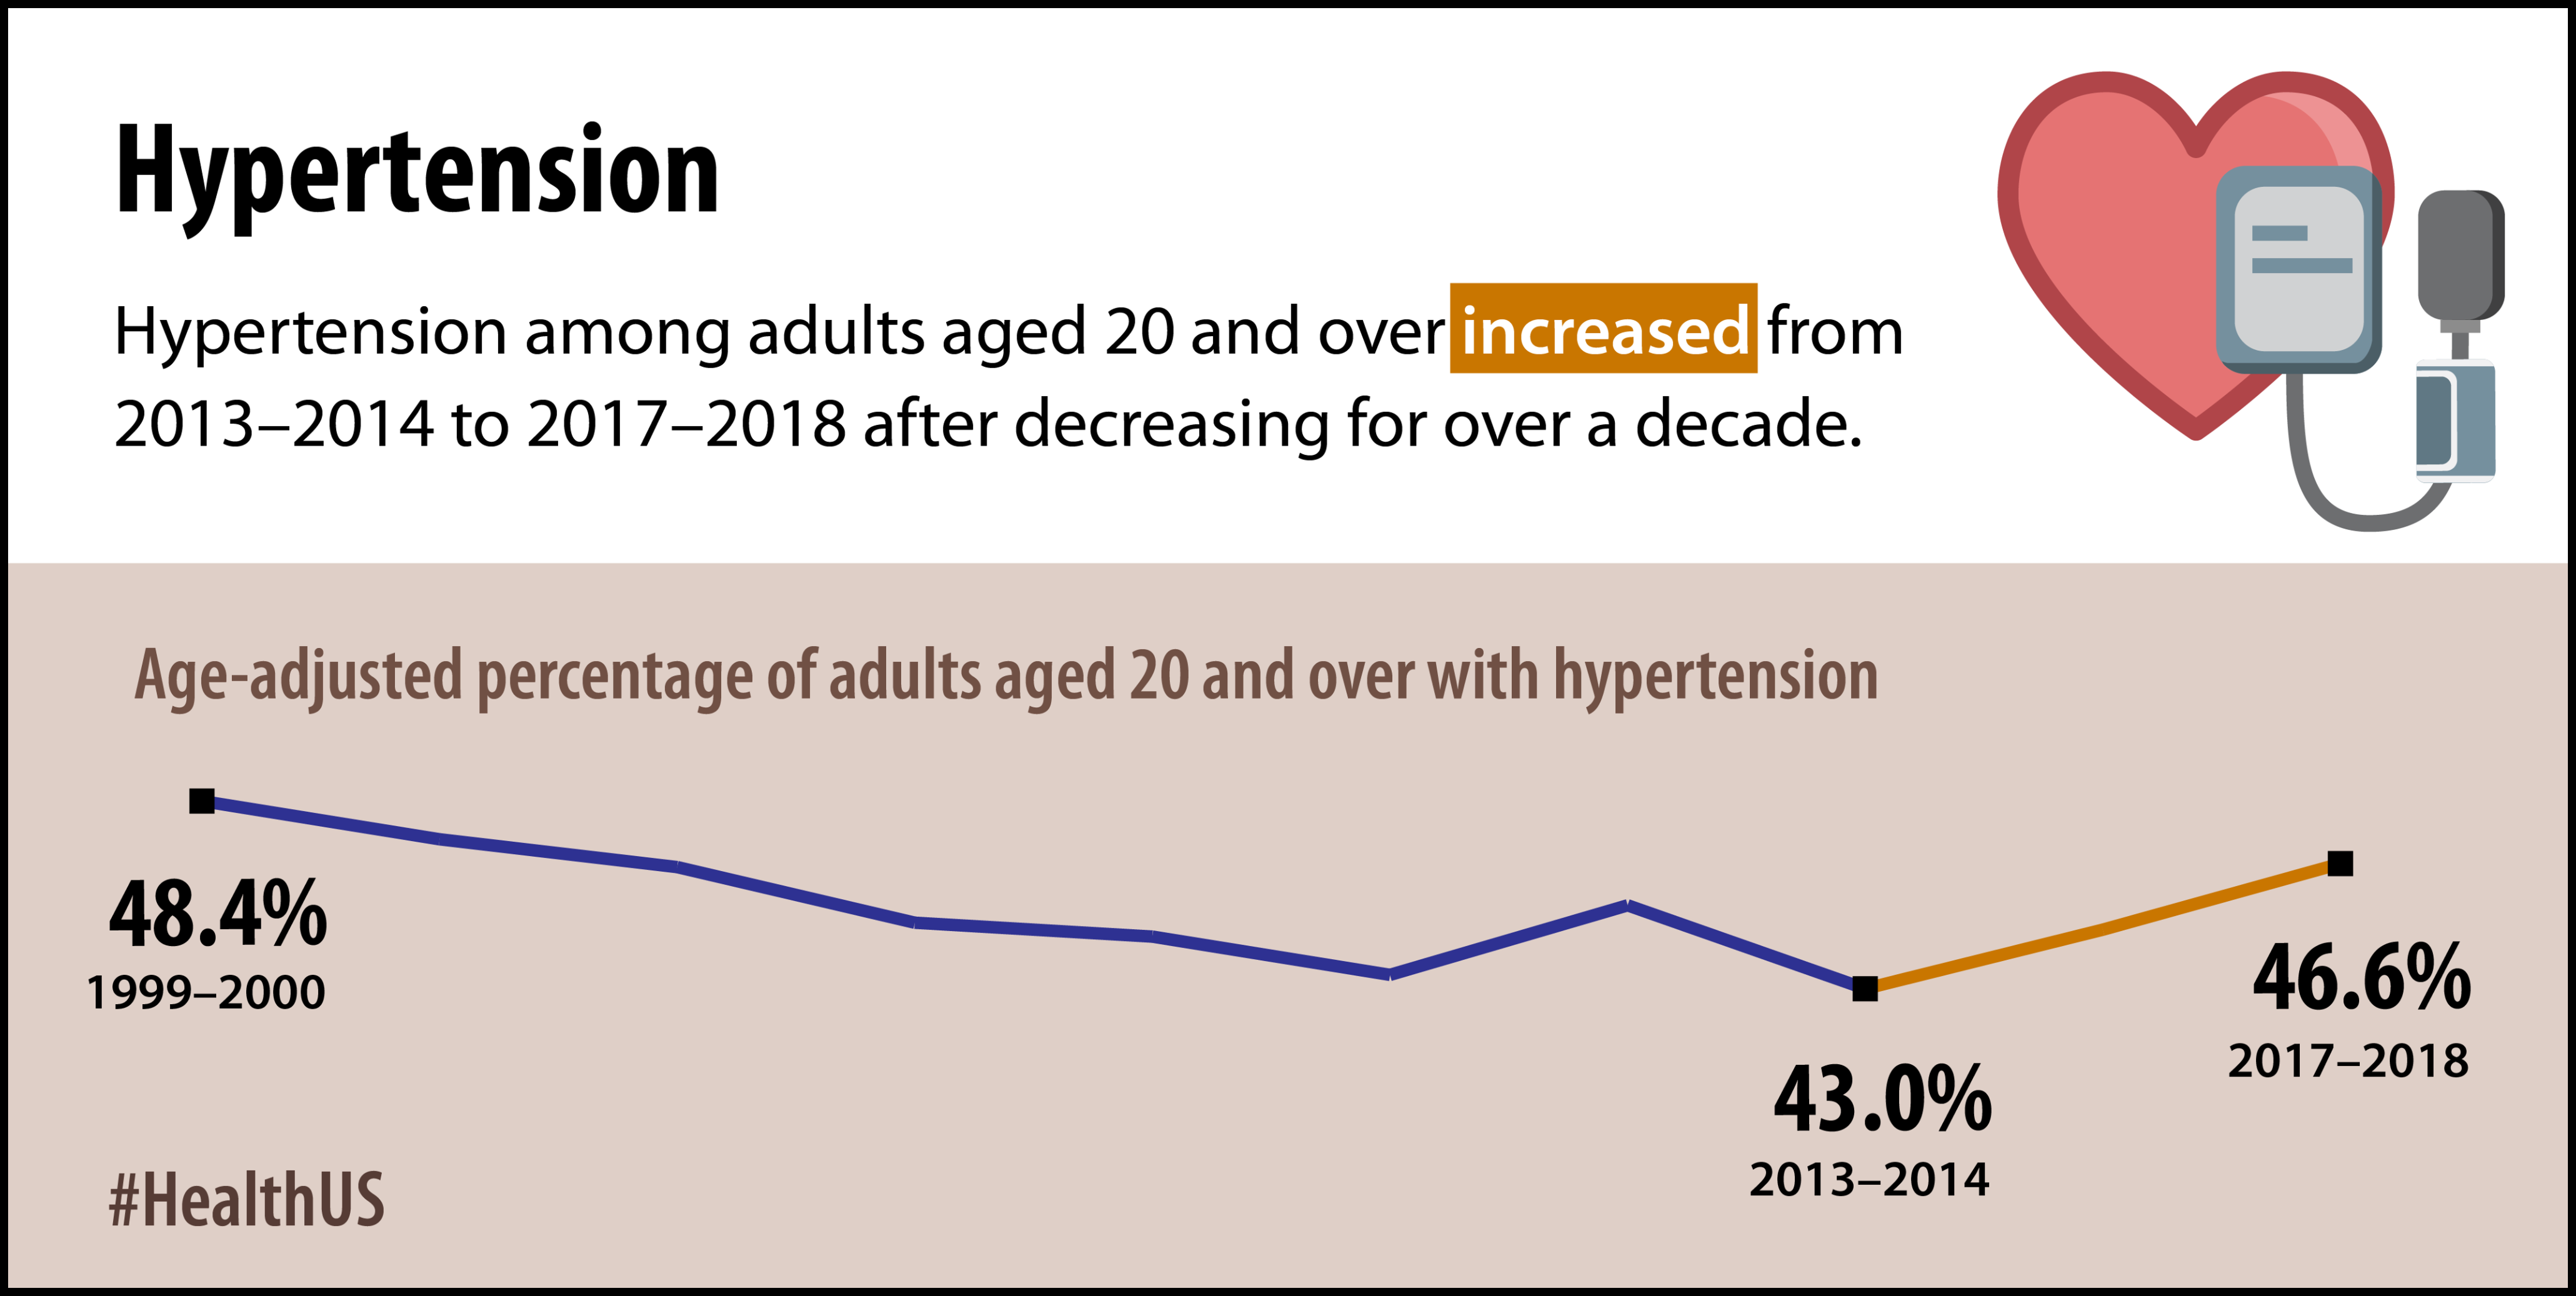 Hypertension
Hypertension among adults aged 20 and over increased from
2013–2014 to 2017–2018 after decreasing for over a decade.
Age-adjusted percentage of adults aged 20 and over with hypertension
48.4%
1999–2000
43.0%
2013–2014
46.6%
2017–2018
#HealthUS